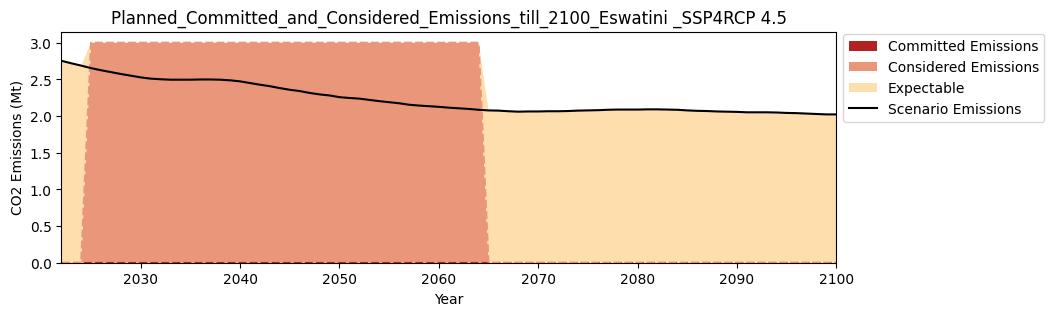 Planned_Committed_and_Considered_Emissions_till_2100_Eswatini _SSP4RCP 4.5
3.0
2.5
2.0
1.5
1.0
0.5
0.0
CO2 Emissions (Mt)
2030
2040
2050
2060
2070
2080
2090
2100
Year
Committed Emissions
Considered Emissions
Expectable
Scenario Emissions